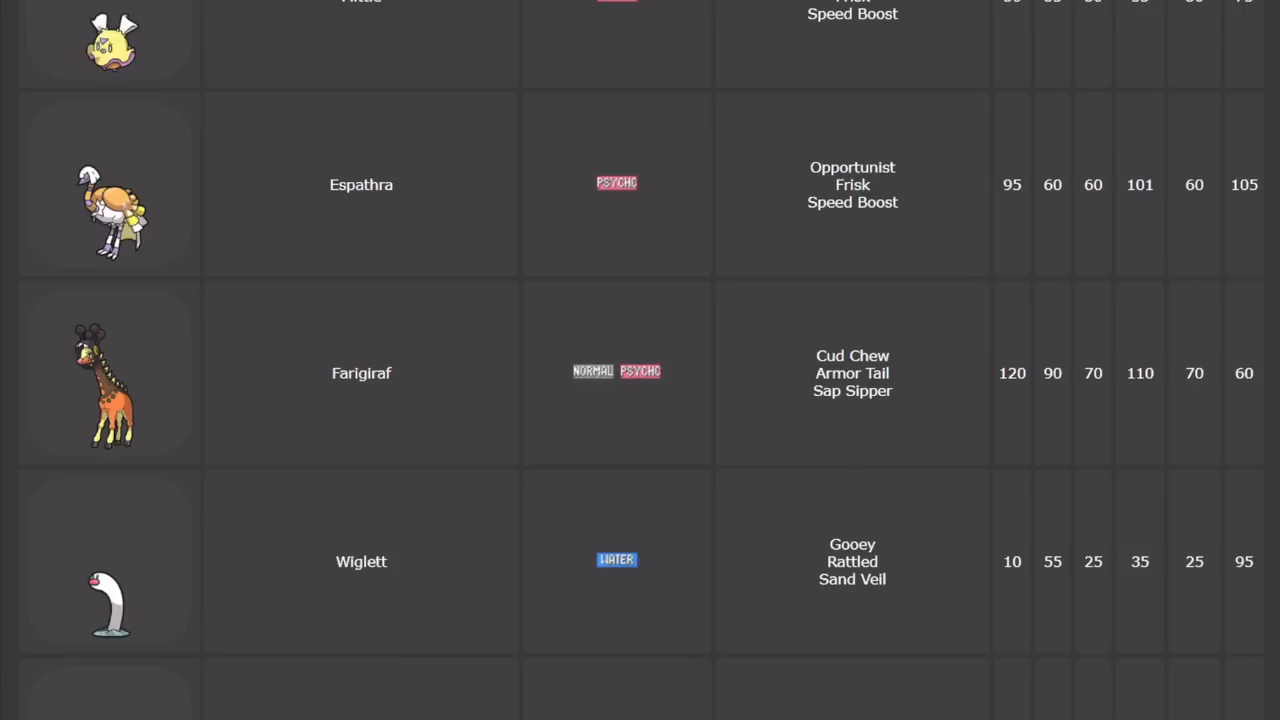 Speed Boost
Espathra
PSYCHC
Opportunist
Frisk
Speed Boost
95 60 60 101 60 105
Farigiraf
NORMAL PSYCHC
Cud Chew
Armor Tail
Sap Sipper
120 90 70 110 70 60
Wiglett
WATER
Gooey
Rattled
Sand Veil
10 55 25 35 25 95